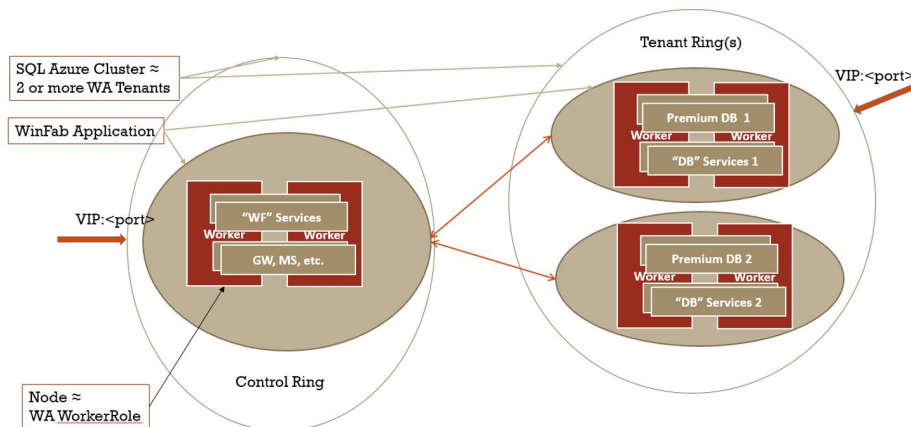 Tenant Ring(s)
SQL Azure Cluster ≈
2 or more WA Tenants
VIP:<port>
WinFab Application
Premium DB 1
Worker
Worker
"DB" Services 1
VIP:<port>
"WF" Services
Worker
Worker
GW, MS, etc.
Premium DB 2
Worker
Worker
"DB" Services 2
Control Ring
Node ≈
WA WorkerRole